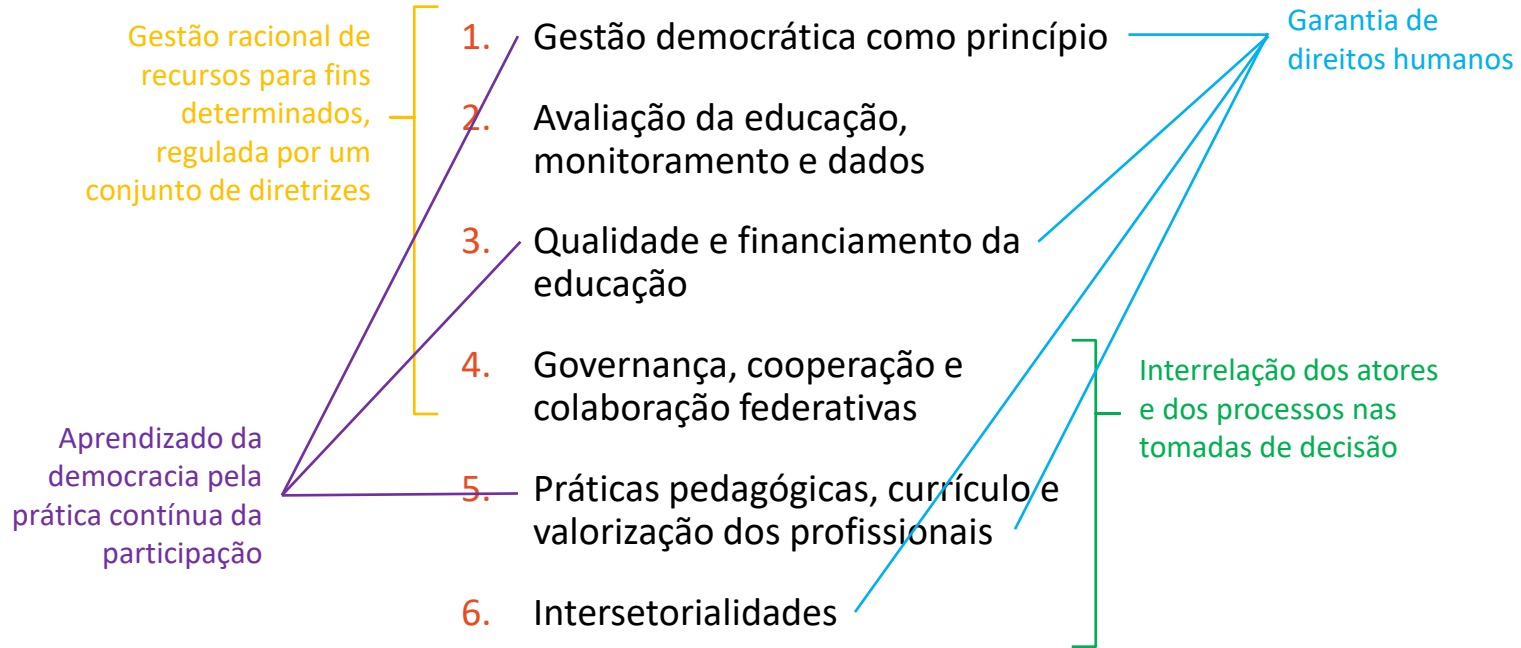 Gestão racional de
recursos para fins
determinados,
regulada por um
conjunto de diretrizes
Aprendizado da
democracia pela
prática contínua da
participação
1. Gestão democrática como princípio
2. Avaliação da educação,
monitoramento e dados
3. Qualidade e financiamento da
educação
4. Governança, cooperação e
colaboração federativas
5. Práticas pedagógicas, currículo e
valorização dos profissionais
6. Intersetorialidades
Garantia de
direitos humanos
Interrelação dos atores
e dos processos nas
tomadas de decisão